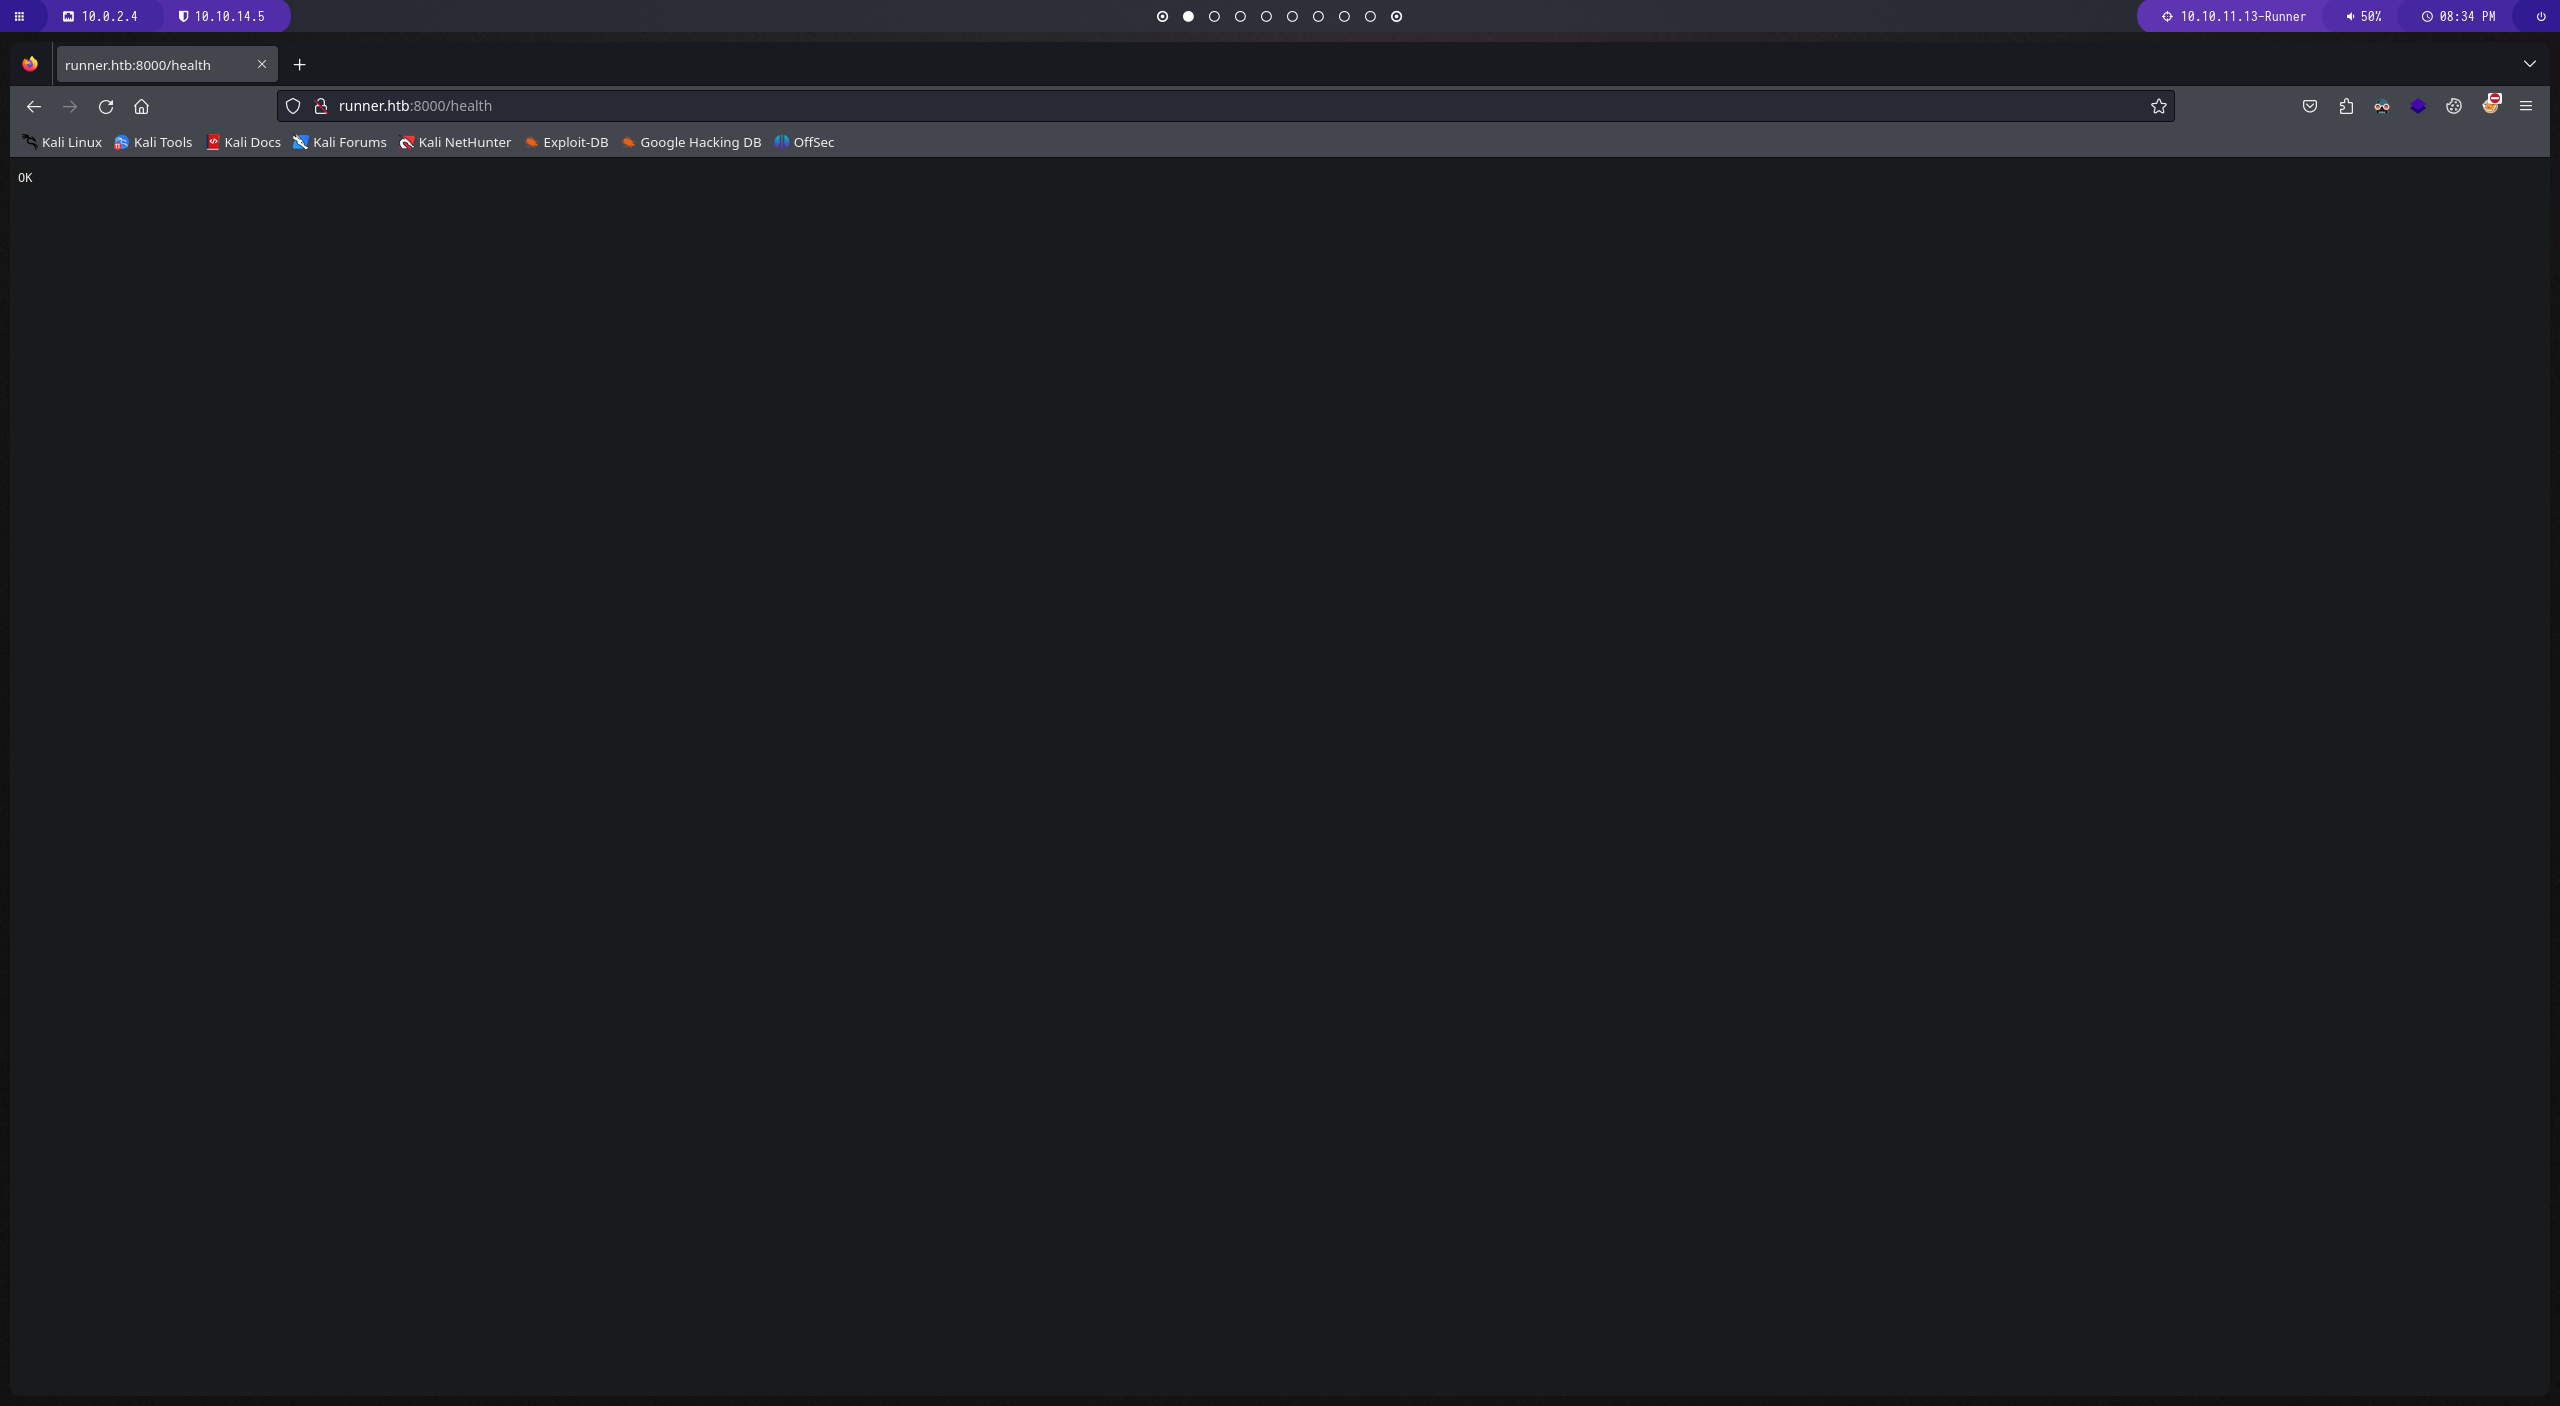 10.0.2.4 10.10.14.5 10.10.11.13-Runner 50% 08:34 PM
runner.htb:8000/health
runner.htb:8000/health
Kali Linux Kali Tools Kali Docs Kali Forums Kali NetHunter Exploit-DB Google Hacking DB OffSec
OK